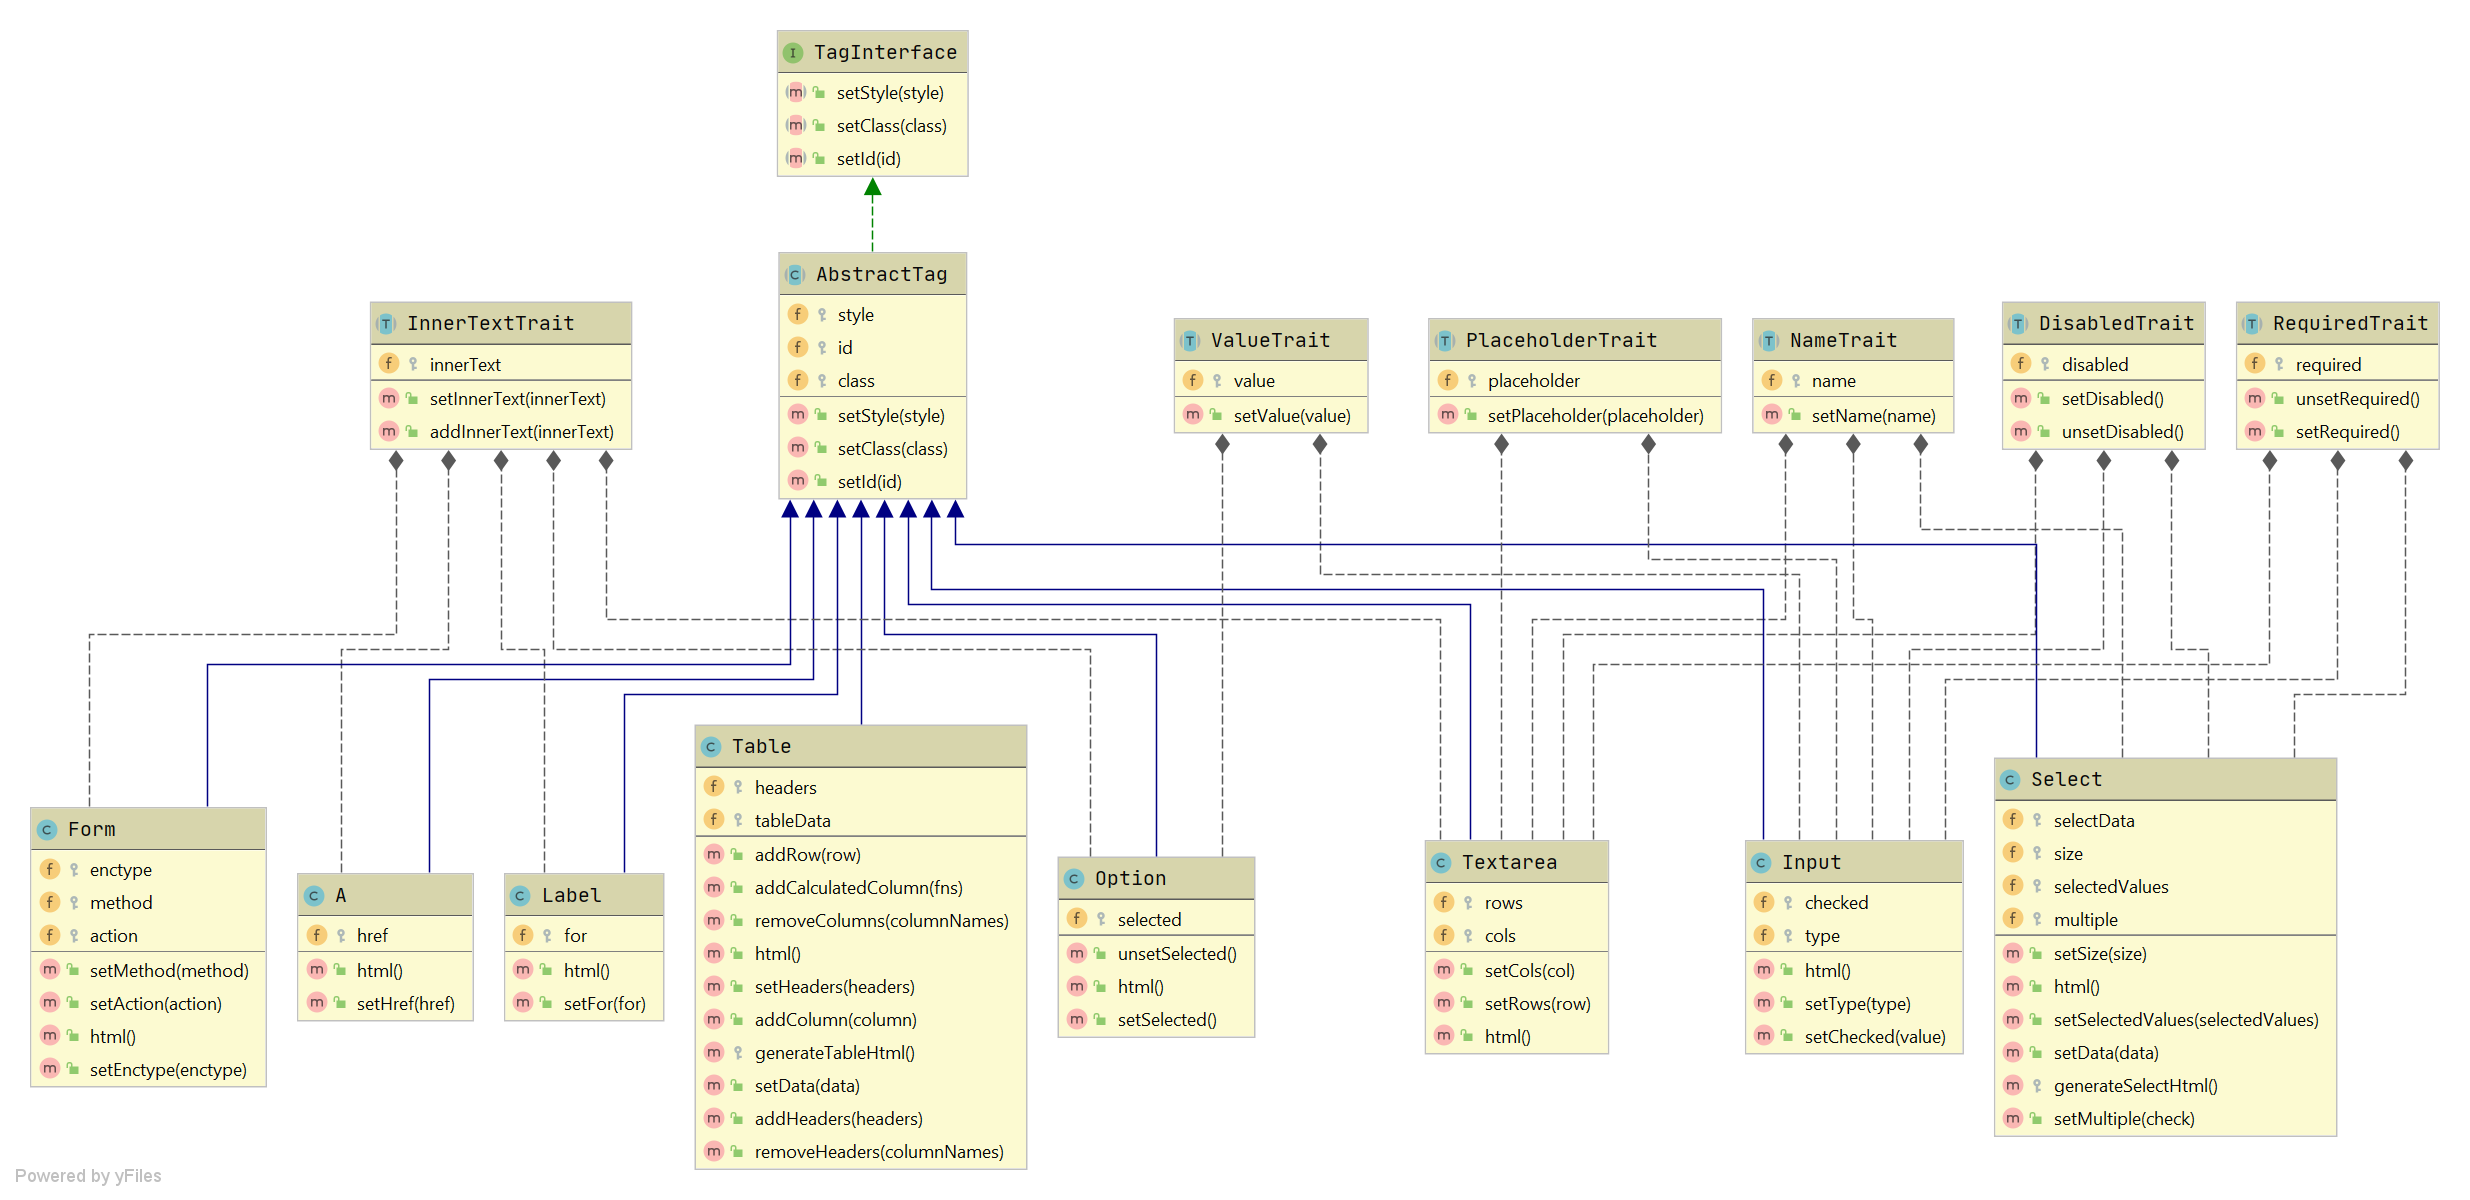 TagInterface
setStyle(style)
setClass(class)
setId(id)
AbstractTag
style
id
class
setStyle(style)
setClass(class)
setId(id)
InnerTextTrait
innerText
setInnerText(innerText)
addInnerText(innerText)
ValueTrait
value
setValue(value)
PlaceholderTrait
placeholder
setPlaceholder(placeholder)
NameTrait
name
setName(name)
DisabledTrait
disabled
setDisabled()
unsetDisabled()
RequiredTrait
required
unsetRequired()
setRequired()
Form
enctype
method
action
setMethod(method)
setAction(action)
html()
setEnctype(enctype)
A
href
html()
setHref(href)
Label
for
html()
setFor(for)
Table
headers
tableData
addRow(row)
addCalculatedColumn(fns)
removeColumns(columnNames)
html()
setHeaders(headers)
addColumn(column)
generateTableHtml()
setData(data)
addHeaders(headers)
removeHeaders(columnNames)
Option
selected
unsetSelected()
html()
setSelected()
Textarea
rows
cols
setCols(col)
setRows(row)
html()
Input
checked
type
html()
setType(type)
setChecked(value)
Select
selectData
size
selectedValues
multiple
setSize(size)
html()
setSelectedValues(selectedValues)
setData(data)
generateSelectHtml()
setMultiple(check)
Powered by yFiles